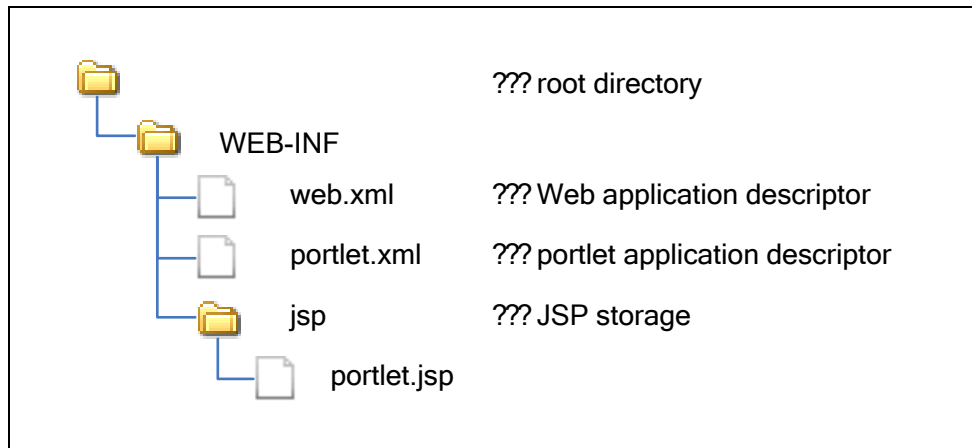 ??? root directory
WEB-INF
web.xml ??? Web application descriptor
portlet.xml ??? portlet application descriptor
jsp ??? JSP storage
portlet.jsp